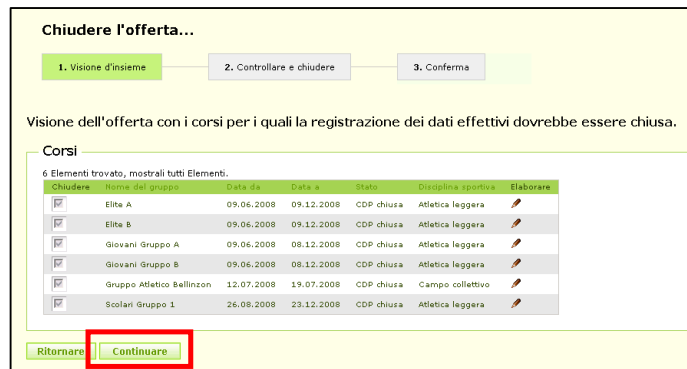 Chiudere l'offerta...
1. Visione d'insieme 2. Controllare e chiudere 3. Conferma
Visione dell'offerta con i corsi per i quali la registrazione dei dati effettivi dovrebbe essere chiusa.
Corsi
6 Elementi trovato, mostrali tutti Elementi.
Chiudere Nome del gruppo Data da Data a Stato Disciplina sportiva Elaborare
Elite A 09.06.2008 09.12.2008 CDP chiusa Atletica leggera
Elite B 09.06.2008 09.12.2008 CDP chiusa Atletica leggera
Giovani Gruppo A 09.06.2008 08.12.2008 CDP chiusa Atletica leggera
Giovani Gruppo B 09.06.2008 08.12.2008 CDP chiusa Atletica leggera
Gruppo Atletico Bellinzon 12.07.2008 19.07.2008 CDP chiusa Campo collettivo
Scolari Gruppo 1 26.08.2008 23.12.2008 CDP chiusa Atletica leggera
Ritornare Continuare